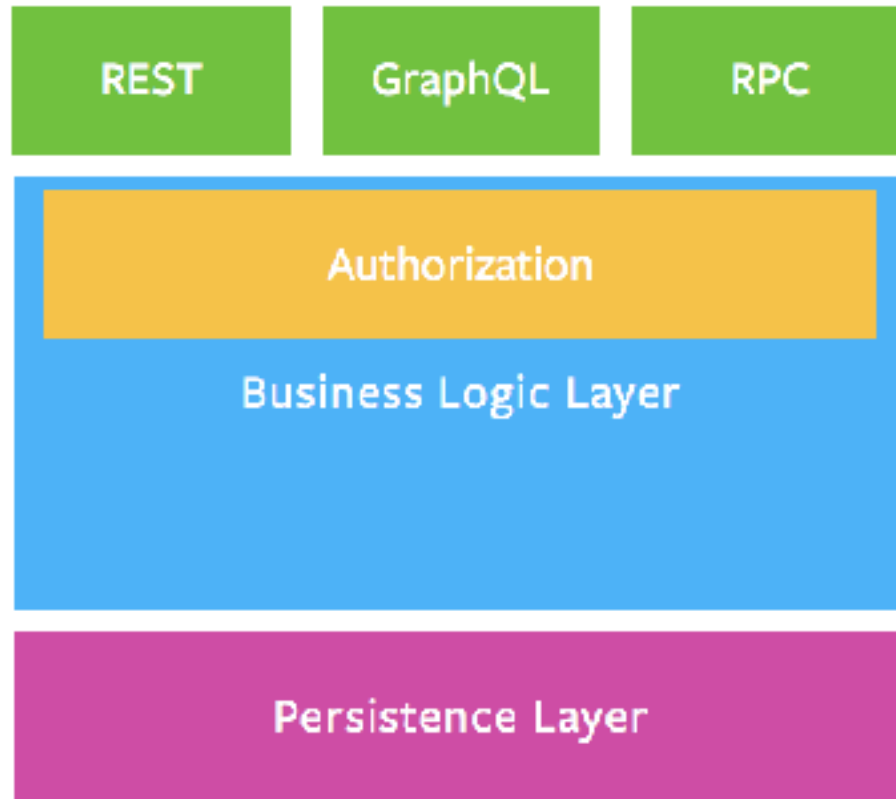 REST
GraphQL
RPC
Authorization
Business Logic Layer
Persistence Layer